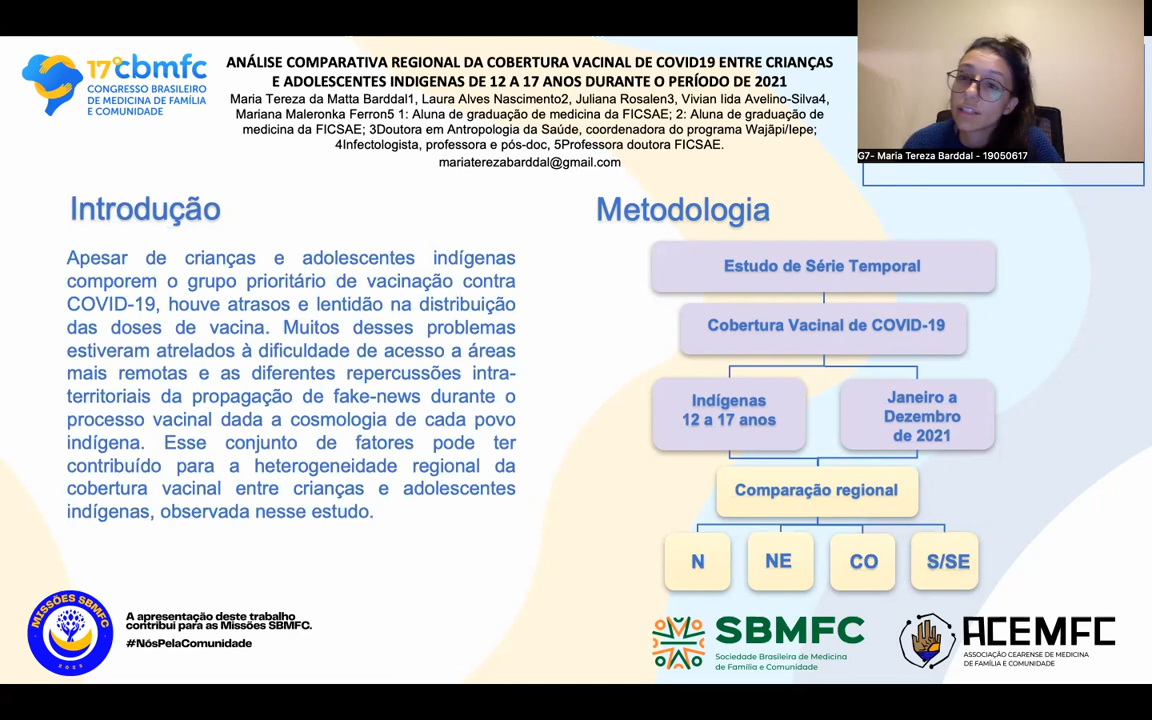 17º cbmfc
CONGRESSO BRASILEIRO
DE MEDICINA DE FAMÍLIA
E COMUNIDADE
ANÁLISE COMPARATIVA REGIONAL DA COBERTURA VACINAL DE COVID19 ENTRE CRIANÇAS
E ADOLESCENTES INDIGENAS DE 12 A 17 ANOS DURANTE O PERÍODO DE 2021
Maria Tereza da Matta Barddal1, Laura Alves Nascimento2, Juliana Rosalen3, Vivian Iida Avelino-Silva4,
Mariana Maleronka Ferron5 1: Aluna de graduação de medicina da FICSAE; 2: Aluna de graduação de
medicina da FICSAE; 3Doutora em Antropologia da Saúde, coordenadora do programa Wajãpi/Iepe;
4Infectologista, professora e pós-doc, 5Professora doutora FICSAE.
mariaterezabarddal@gmail.com
G7- Maria Tereza Barddal - 19050617
Introdução
Apesar de crianças e adolescentes indígenas
comporem o grupo prioritário de vacinação contra
COVID-19, houve atrasos e lentidão na distribuição
das doses de vacina. Muitos desses problemas
estiveram atrelados à dificuldade de acesso a áreas
mais remotas e as diferentes repercussões intra-
territoriais da propagação de fake-news durante o
processo vacinal dada a cosmologia de cada povo
indígena. Esse conjunto de fatores pode ter
contribuído para a heterogeneidade regional da
cobertura vacinal entre crianças e adolescentes
indígenas, observada nesse estudo.
Metodologia
Estudo de Série Temporal
Cobertura Vacinal de COVID-19
Indígenas
12 a 17 anos
Janeiro a
Dezembro
de 2021
Comparação regional
N
NE
CO
S/SE
MISSÕES SBMFC
2023
A apresentação deste trabalho
contribui para as Missões SBMFC.
#NósPelaComunidade
SBMFC
Sociedade Brasileira de Medicina
de Família e Comunidade
ACEMFC
ASSOCIAÇÃO CEARENSE DE MEDICINA
DE FAMÍLIA E COMUNIDADE